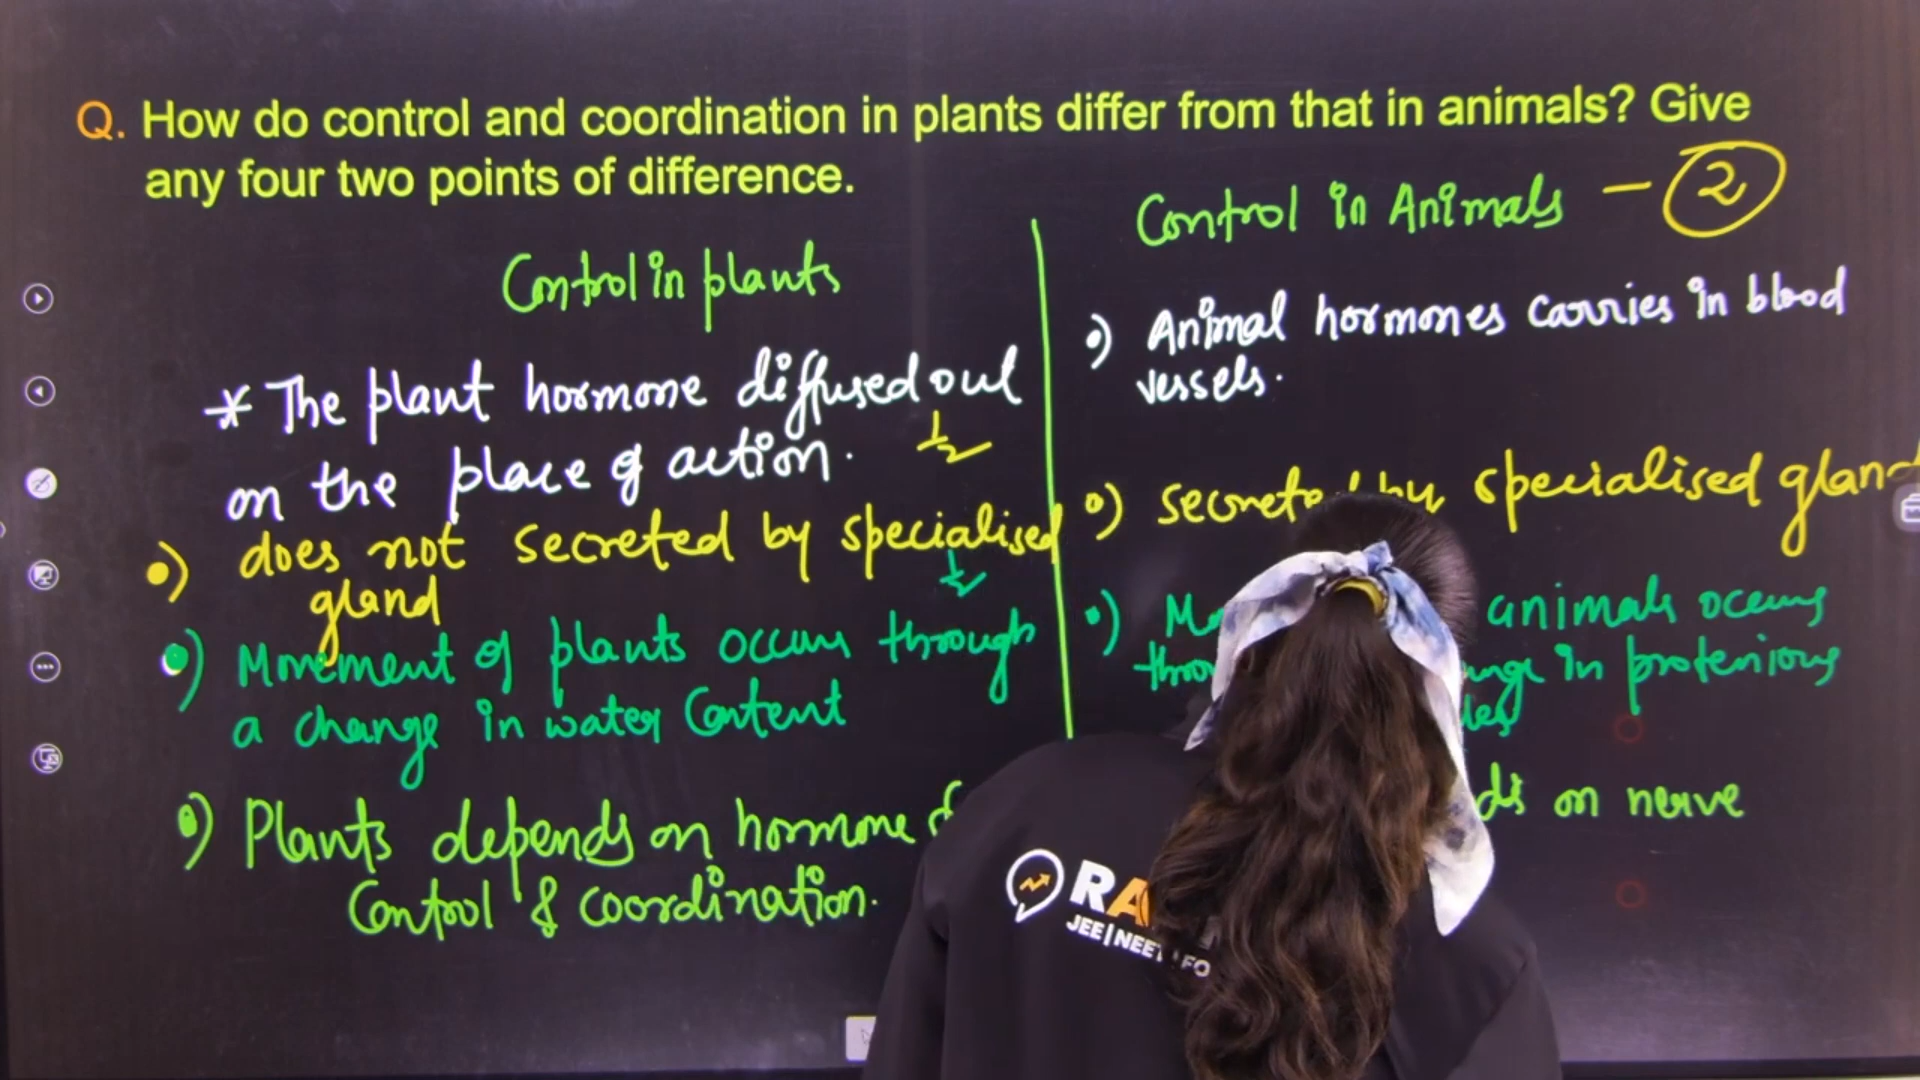 Q. How do control and coordination in plants differ from that in animals? Give
any four two points of difference.
Control in plants
* The plant hormone diffused out
on the place of action.
½
•) does not secreted by specialised
gland
½
•) Movement of plants occurs through
a change in water content
•) Plants depends on hormone
Control & coordination.
Control in Animals - 2
•) Animal hormones carries in blood
vessels.
•) secreted by specialised gland
•) animals occurs
in proteinious
on nerve
RA
JEE|NEET